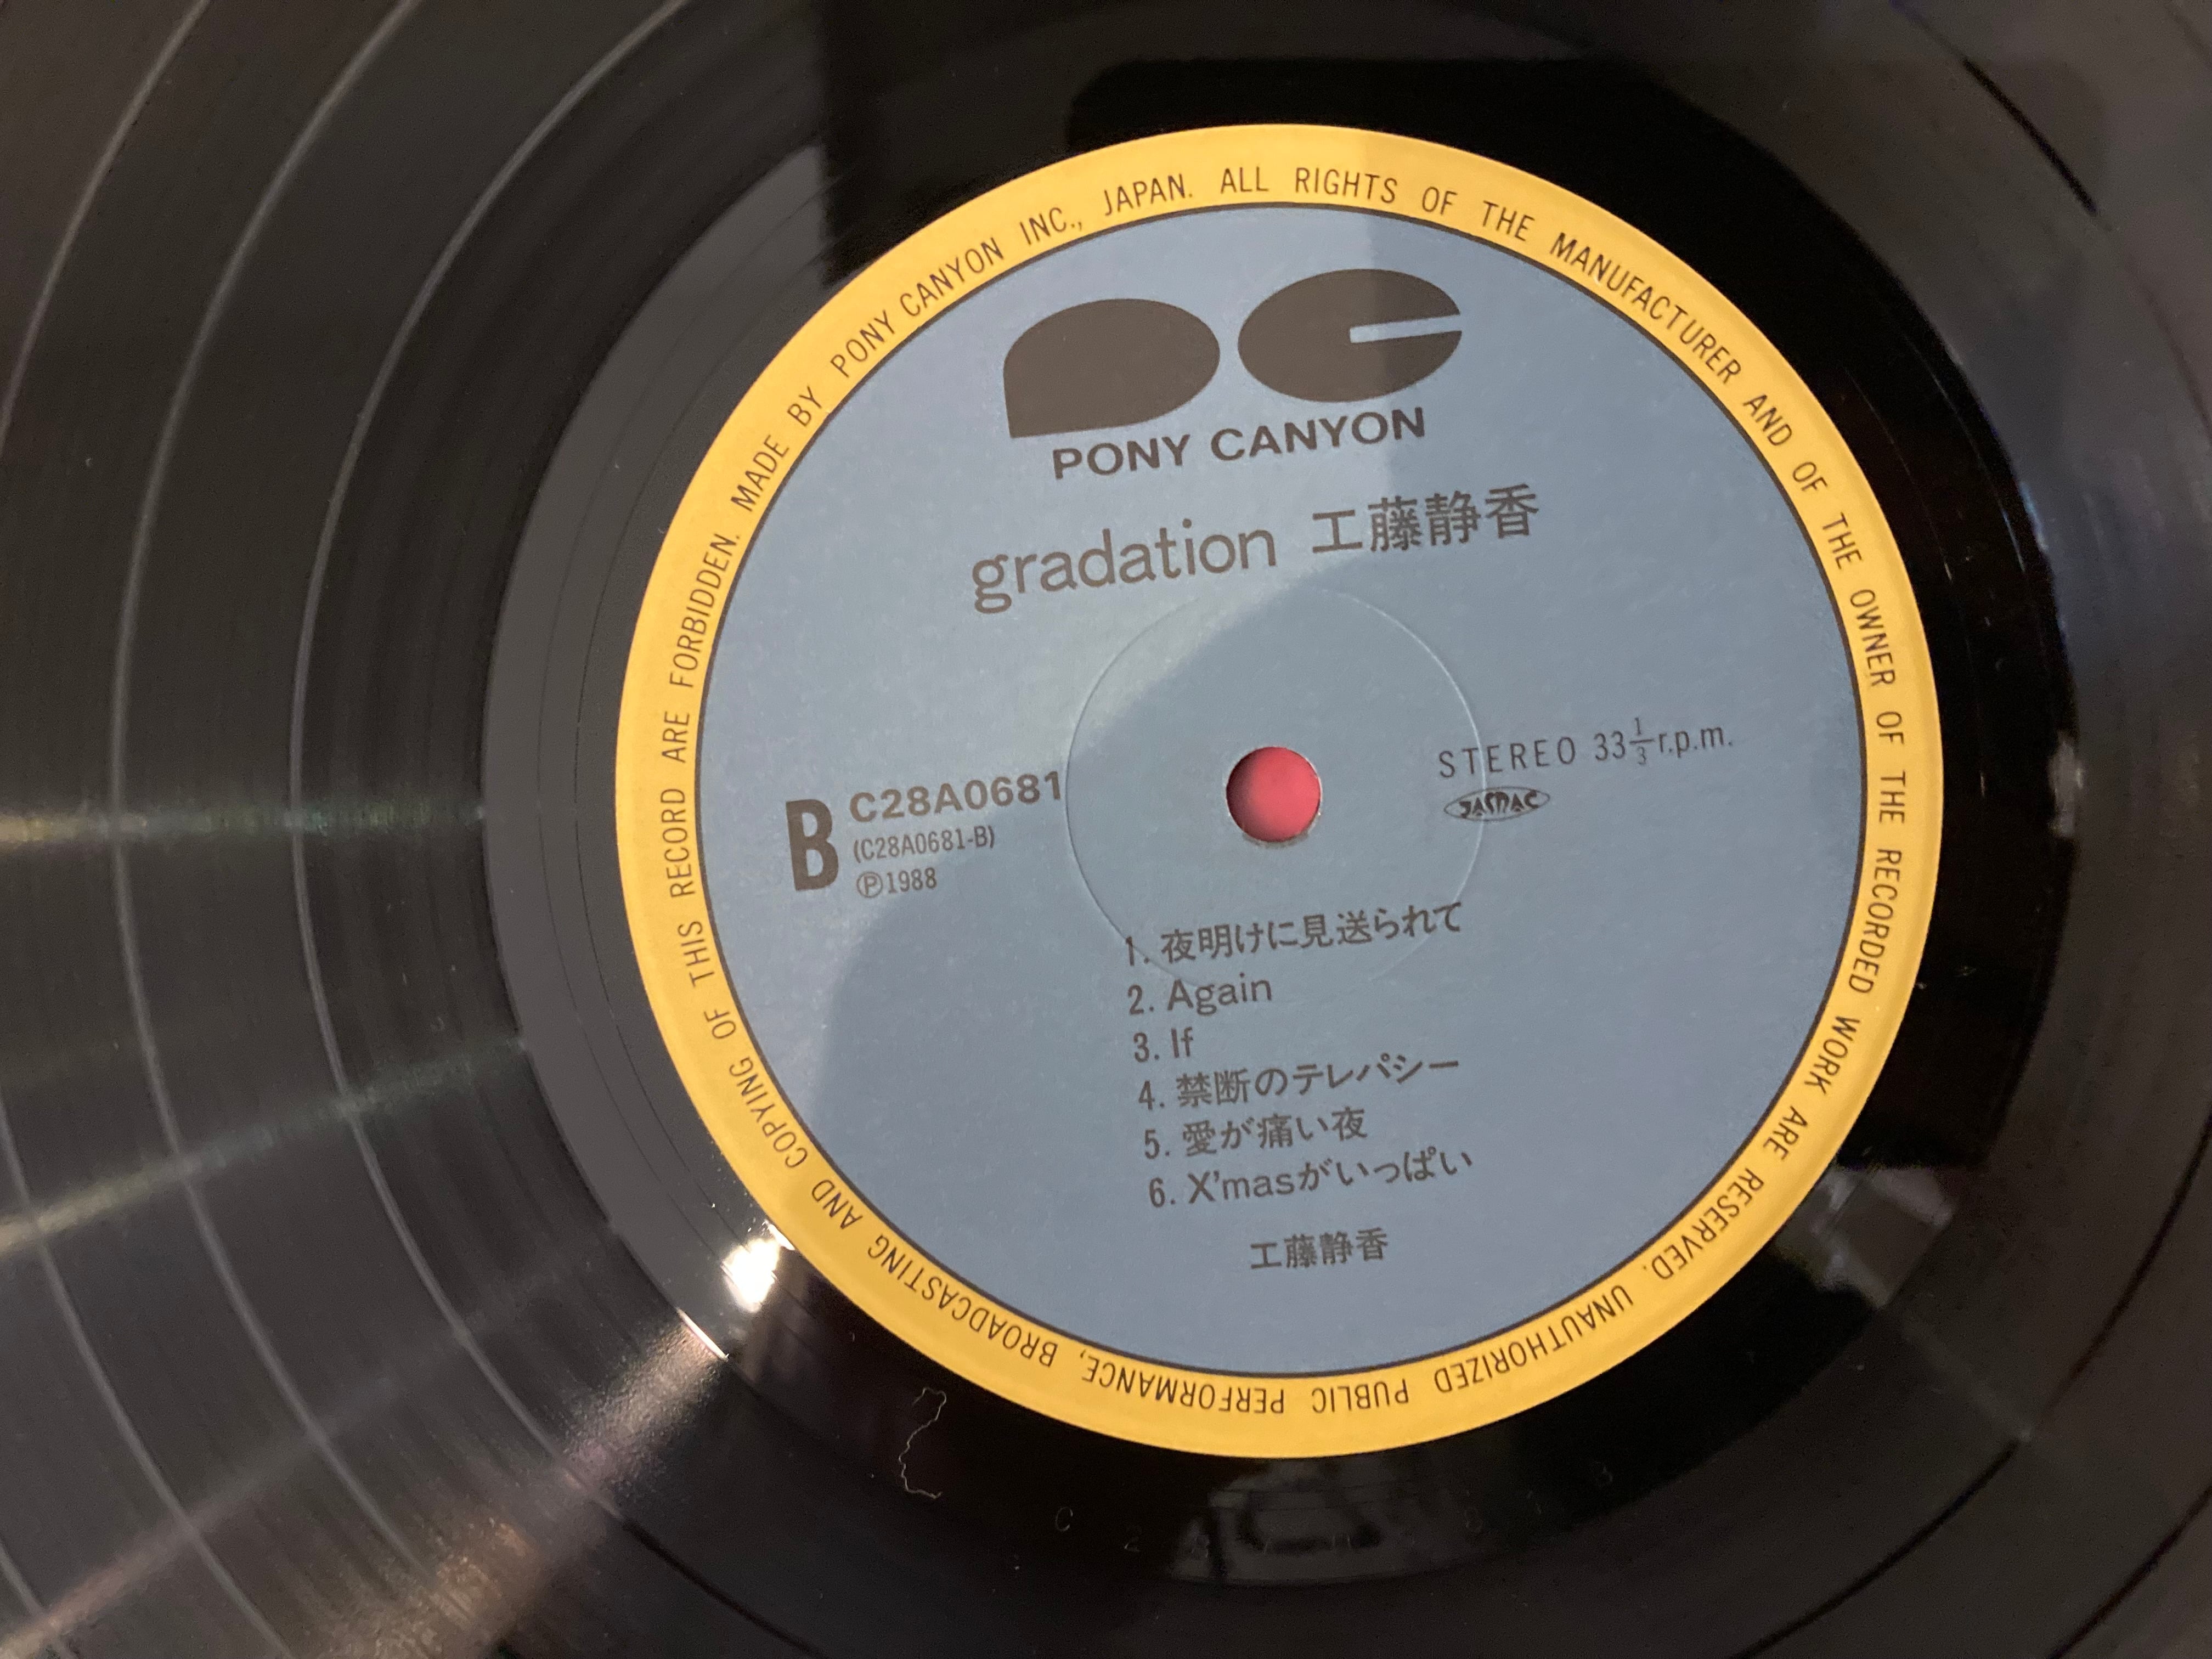 MADE BY PONY CANYON INC., JAPAN. ALL RIGHTS OF THE MANUFACTURER AND OF THE OWNER OF THE RECORDED WORK ARE RESERVED. UNAUTHORIZED PUBLIC PERFORMANCE, BROADCASTING AND COPYING OF THIS RECORD ARE FORBIDDEN.
PC
PONY CANYON
gradation 工藤静香
STEREO 33 1/3 r.p.m.
JASRAC
B C28A0681
(C28A0681-B)
Ⓟ1988
1. 夜明けに見送られて
2. Again
3. If
4. 禁断のテレパシー
5. 愛が痛い夜
6. X'masがいっぱい
工藤静香